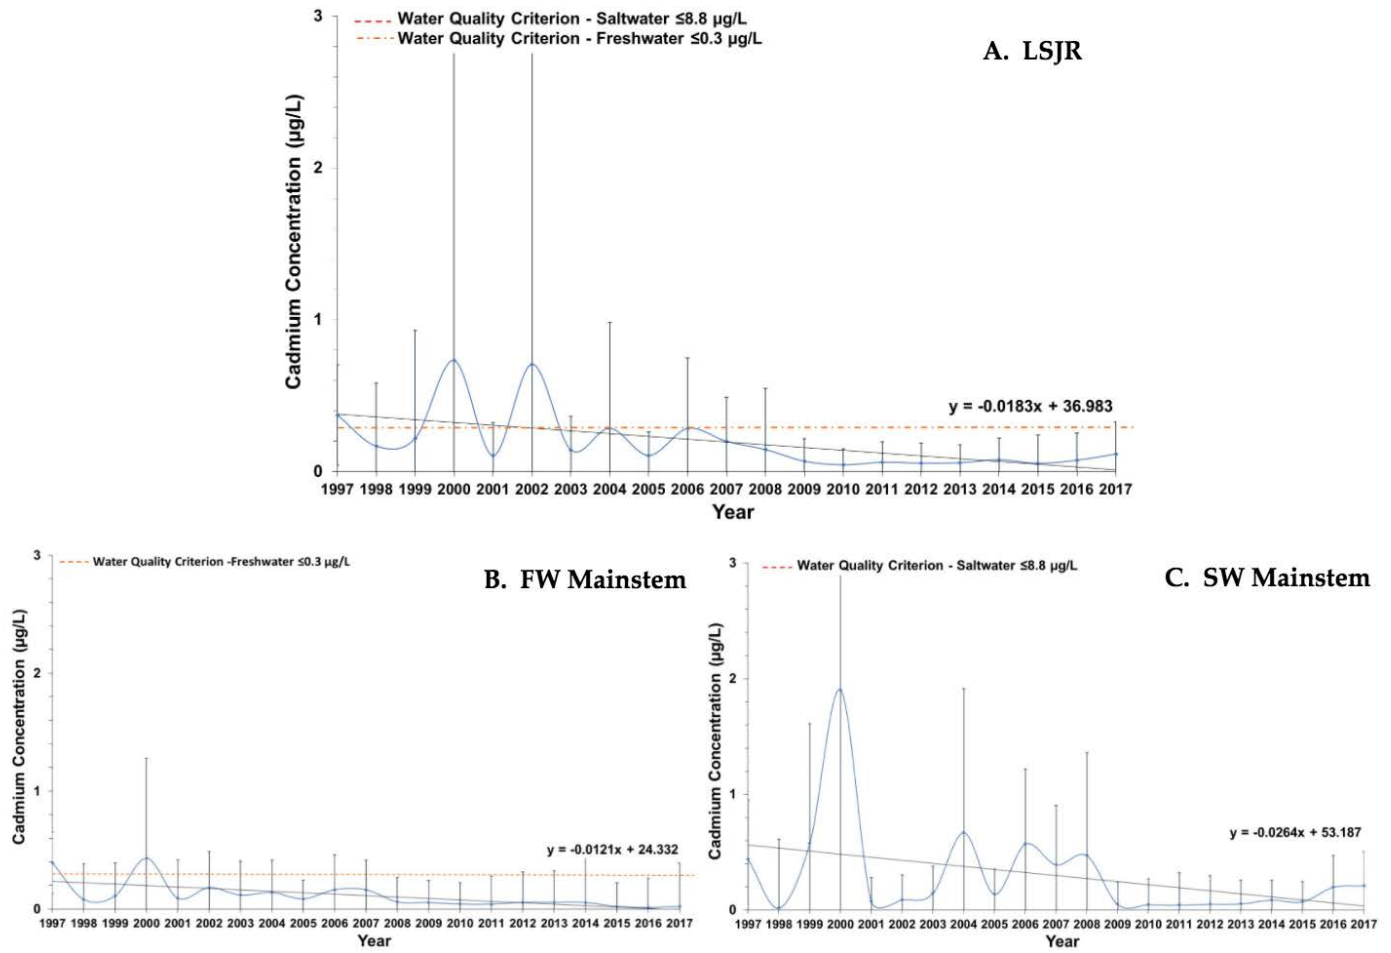 3
Water Quality Criterion - Saltwater ≤8.8 µg/L
Water Quality Criterion - Freshwater ≤0.3 µg/L
A. LSJR
Cadmium Concentration (µg/L)
2
1
y = -0.0183x + 36.983
0
1997 1998 1999 2000 2001 2002 2003 2004 2005 2006 2007 2008 2009 2010 2011 2012 2013 2014 2015 2016 2017
Year
3
Water Quality Criterion -Freshwater ≤0.3 µg/L
B. FW Mainstem
Cadmium Concentration (µg/L)
2
1
y = -0.0121x + 24.332
0
1997 1998 1999 2000 2001 2002 2003 2004 2005 2006 2007 2008 2009 2010 2011 2012 2013 2014 2015 2016 2017
Year
3
Water Quality Criterion - Saltwater ≤8.8 µg/L
C. SW Mainstem
Cadmium Concentration (µg/L)
2
1
y = -0.0264x + 53.187
0
1997 1998 1999 2000 2001 2002 2003 2004 2005 2006 2007 2008 2009 2010 2011 2012 2013 2014 2015 2016 2017
Year